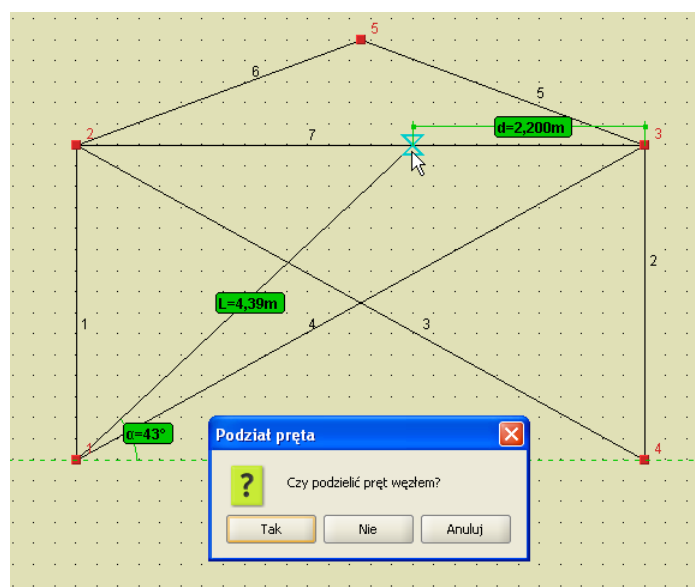 5
6
5
d=2,200m
2
7
3
2
L=4,39m
1
4
3
α=43°
1
4
Podział pręta
?
Czy podzielić pręt węzłem?
Tak
Nie
Anuluj